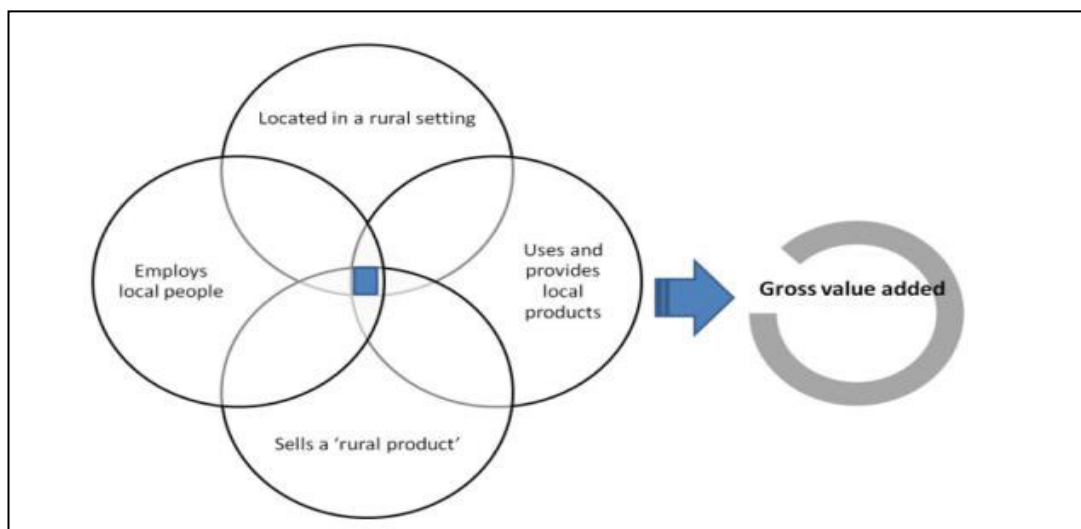 Located in a rural setting
Employs
local people
Uses and
provides
local
products
Sells a ‘rural product’
Gross value added